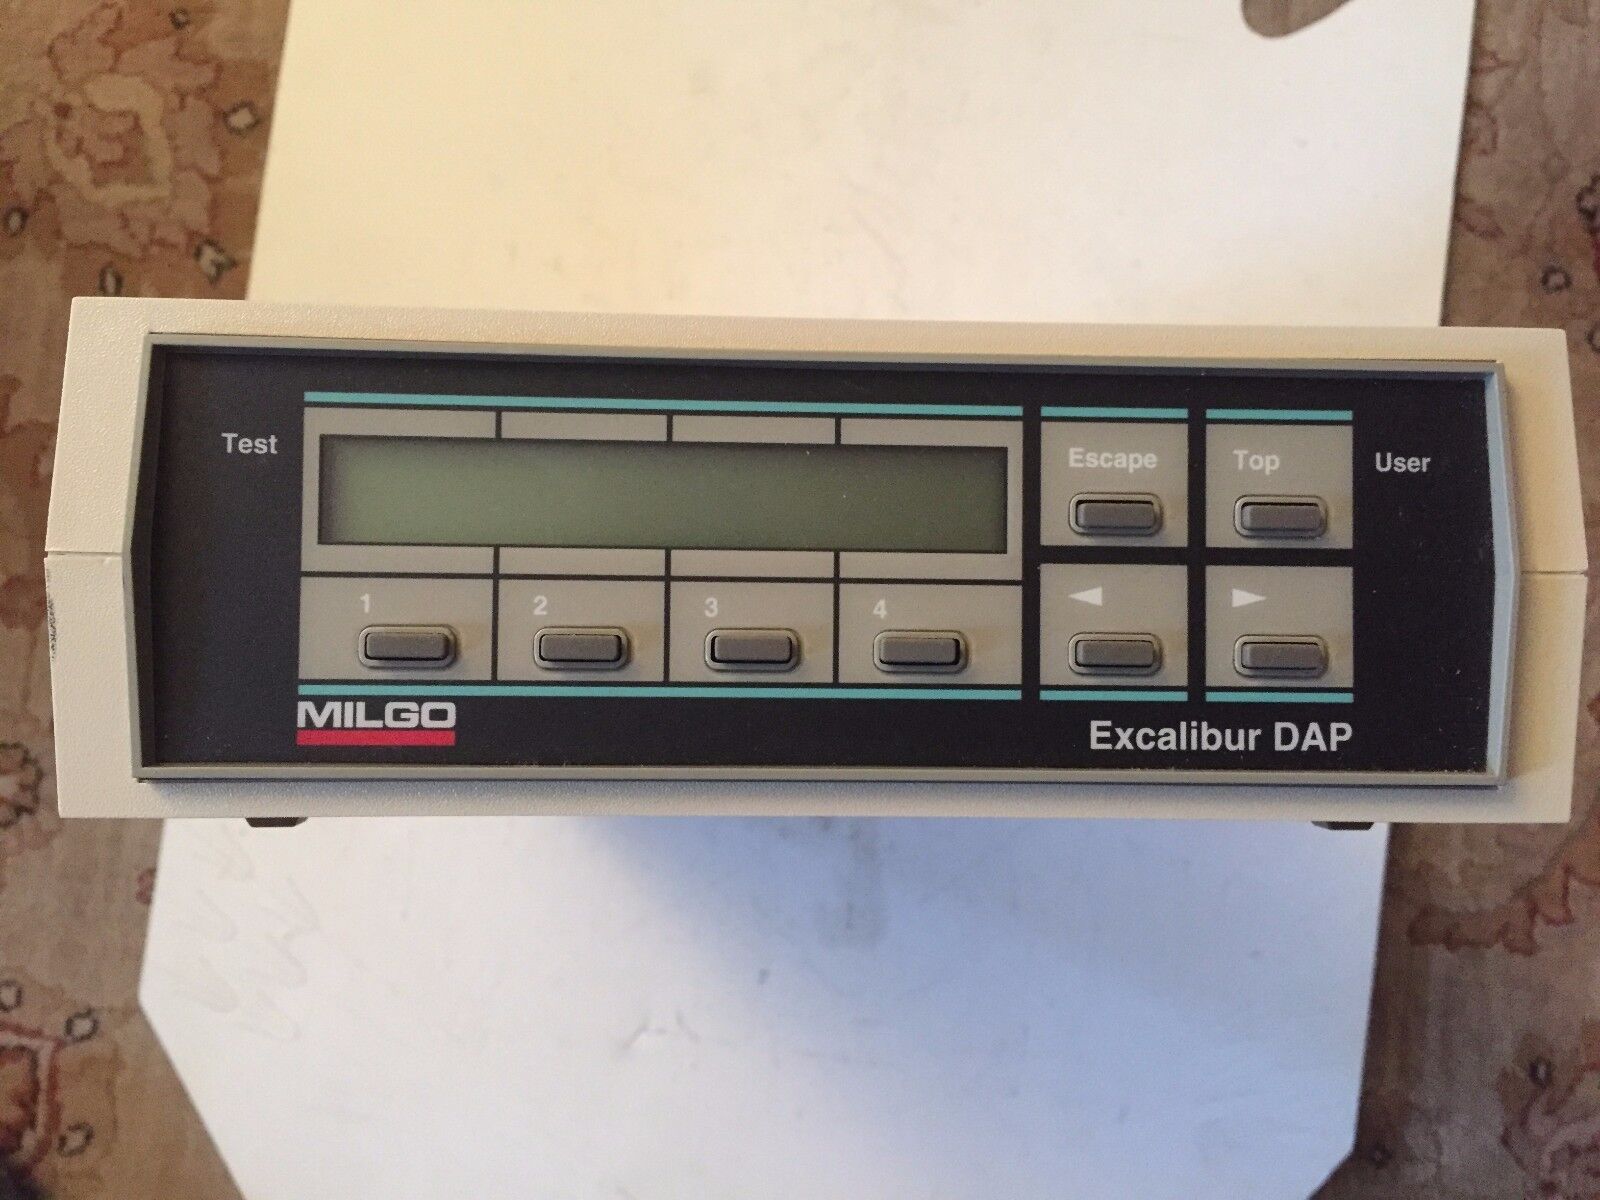 Test
Escape
Top
User
1 2 3 4
◄ ►
MILGO
Excalibur DAP